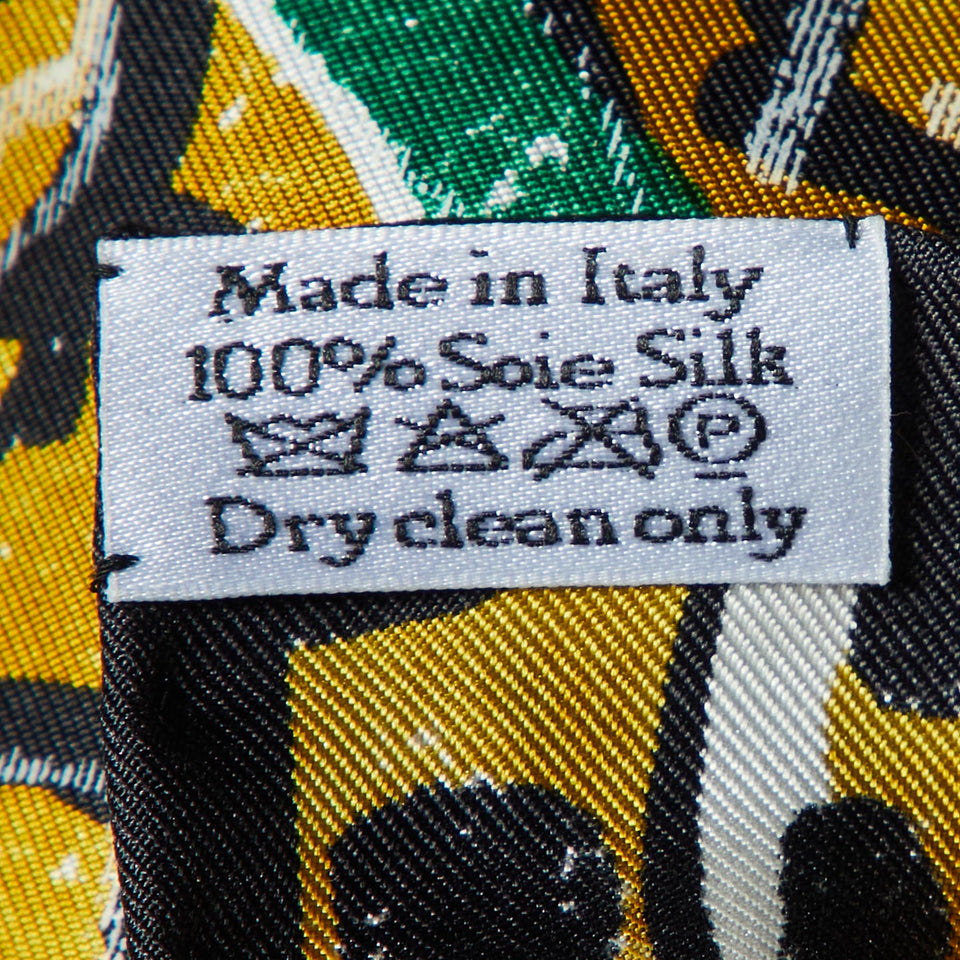 Made in Italy
100% Soie Silk
P
Dry clean only